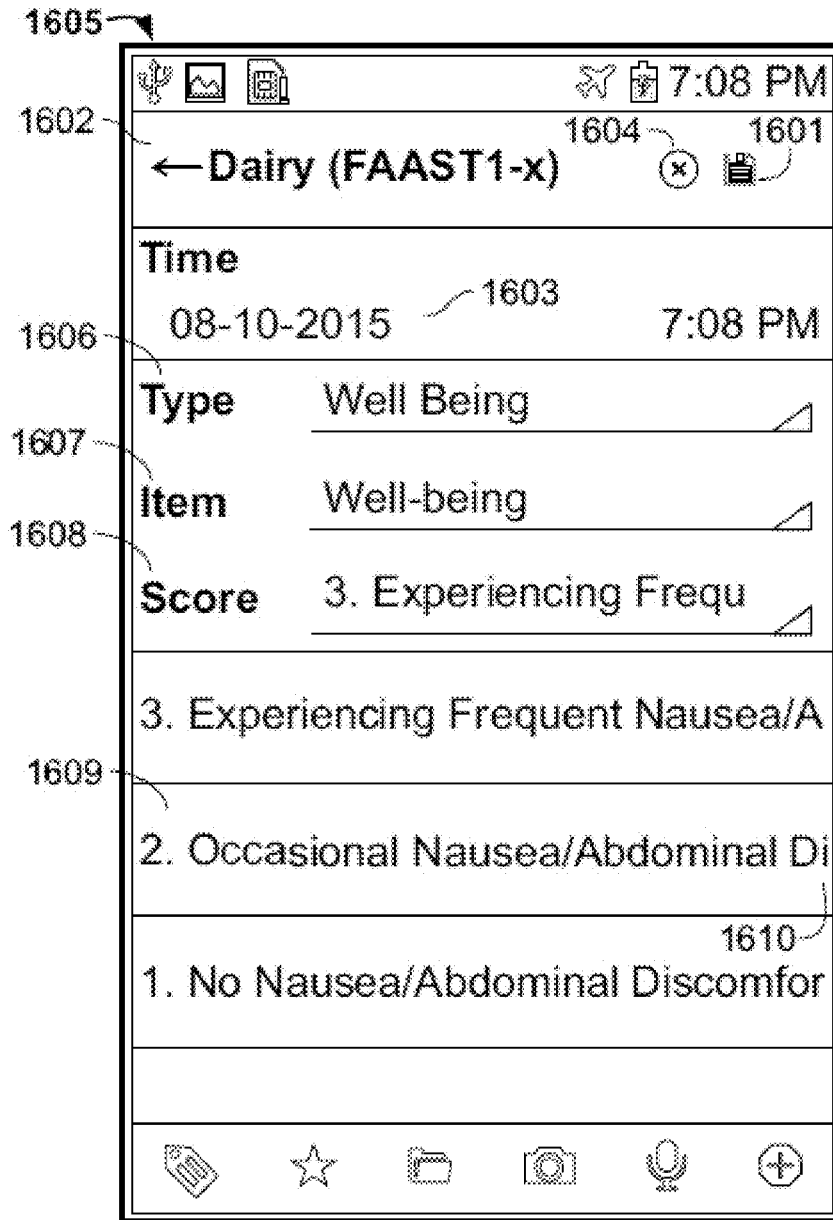 1605
7:08 PM
1602
1604
1601
←Dairy (FAAST1-x)
Time
1603
08-10-2015 7:08 PM
1606
Type Well Being
1607
Item Well-being
1608
Score 3. Experiencing Frequ
3. Experiencing Frequent Nausea/A
1609
2. Occasional Nausea/Abdominal Di
1610
1. No Nausea/Abdominal Discomfor